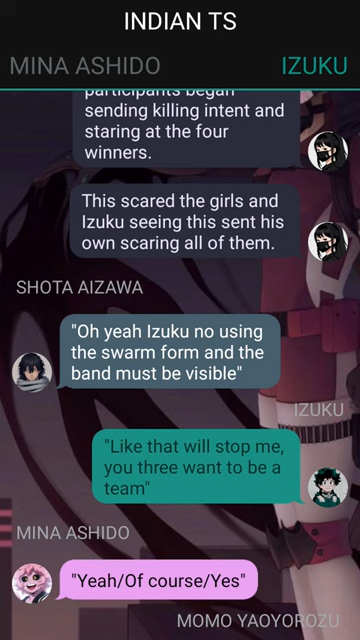 INDIAN TS
MINA ASHIDO
IZUKU
participants began
sending killing intent and
staring at the four
winners.
This scared the girls and
Izuku seeing this sent his
own scaring all of them.
SHOTA AIZAWA
"Oh yeah Izuku no using
the swarm form and the
band must be visible"
IZUKU
"Like that will stop me,
you three want to be a
team"
MINA ASHIDO
"Yeah/Of course/Yes"
MOMO YAOYOROZU